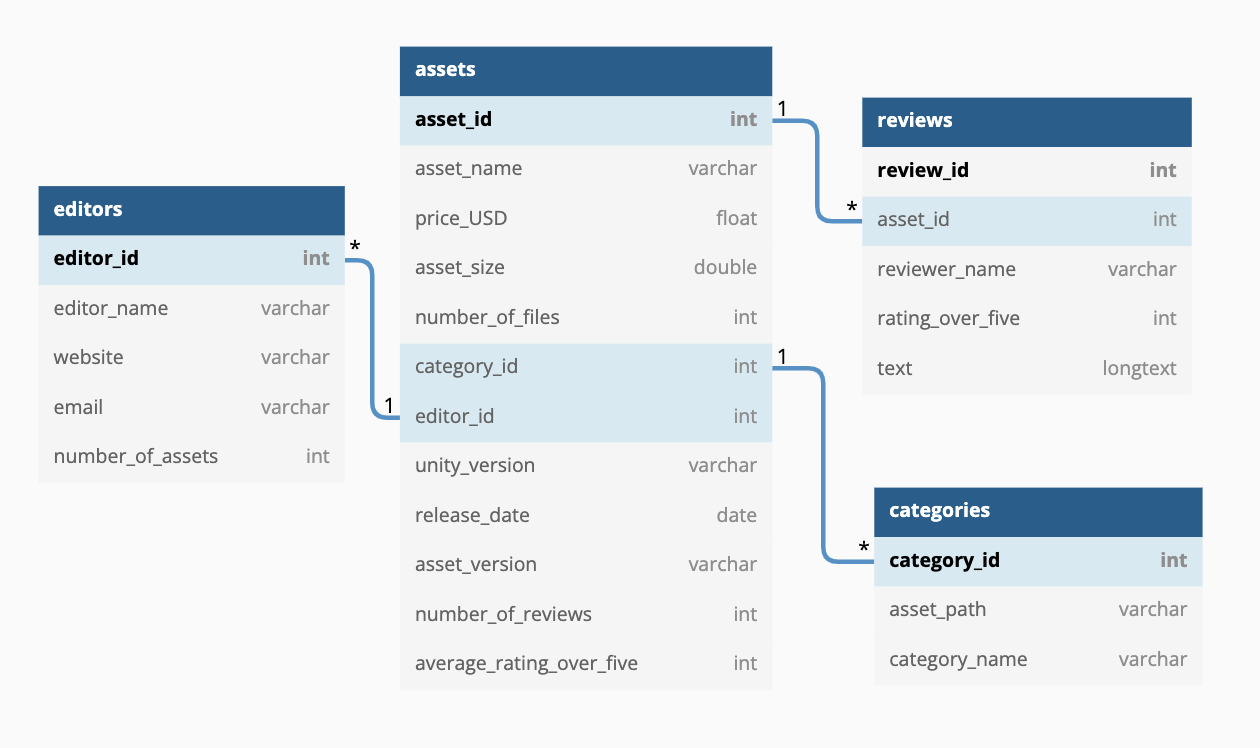 editors
editor_id int
editor_name varchar
website varchar
email varchar
number_of_assets int
*
1
assets
asset_id int
asset_name varchar
price_USD float
asset_size double
number_of_files int
category_id int
editor_id int
unity_version varchar
release_date date
asset_version varchar
number_of_reviews int
average_rating_over_five int
1
*
reviews
review_id int
asset_id int
reviewer_name varchar
rating_over_five int
text longtext
1
*
categories
category_id int
asset_path varchar
category_name varchar